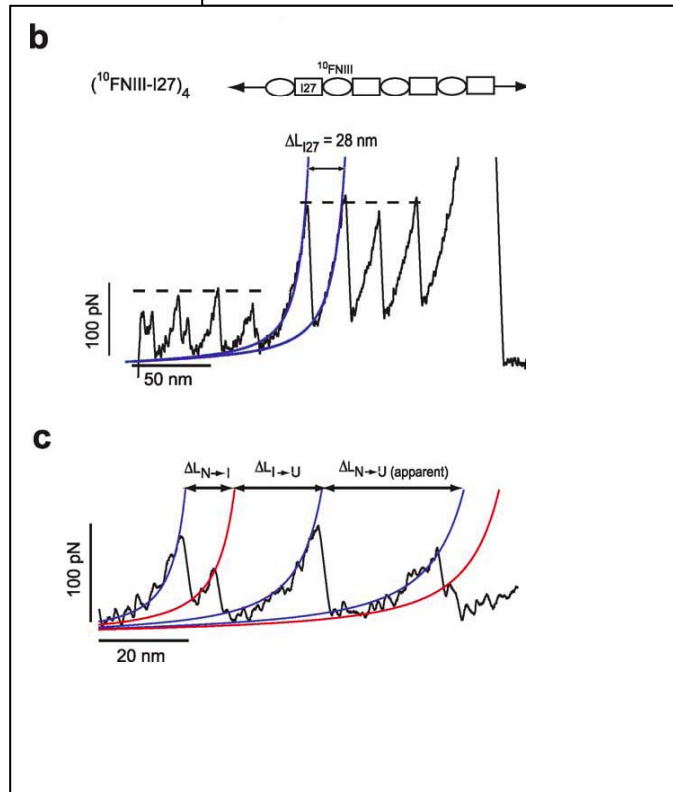 b
¹⁰FNIII
(¹⁰FNIII-I27)₄
I27
ΔL_I27 = 28 nm
100 pN
50 nm
c
ΔL_N→I ΔL_I→U ΔL_N→U (apparent)
100 pN
20 nm